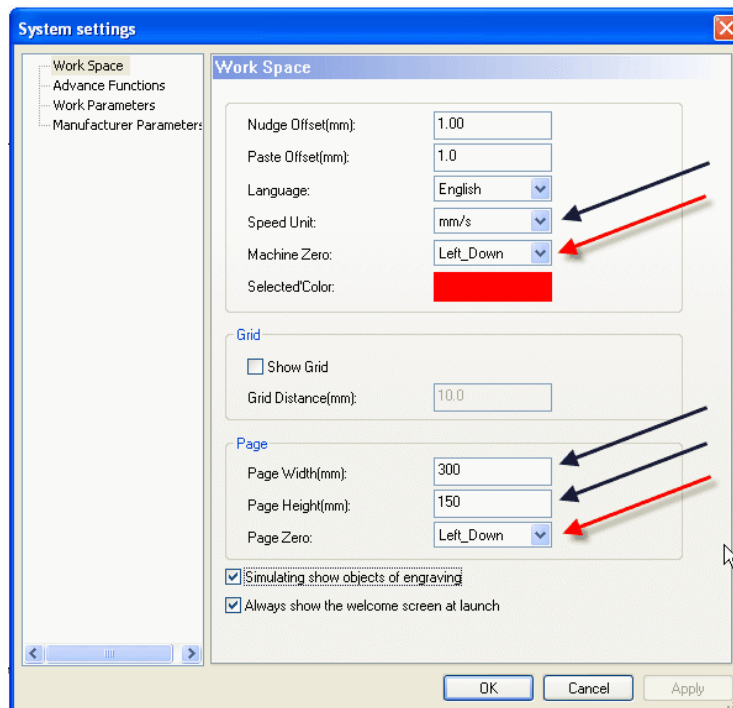 System settings
Work Space
Advance Functions
Work Parameters
Manufacturer Parameters
Work Space
Nudge Offset(mm): 1.00
Paste Offset(mm): 1.0
Language: English
Speed Unit: mm/s
Machine Zero: Left_Down
Selected'Color:
Grid
Show Grid
Grid Distance(mm): 10.0
Page
Page Width(mm): 300
Page Height(mm): 150
Page Zero: Left_Down
Simulating show objects of engraving
Always show the welcome screen at launch
OK Cancel Apply